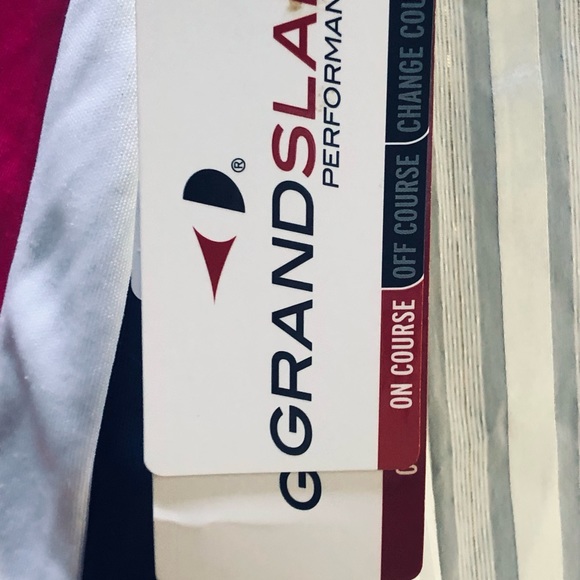 ®
GRANDSLA
PERFORMAN
ON COURSE OFF COURSE CHANGE COU
G